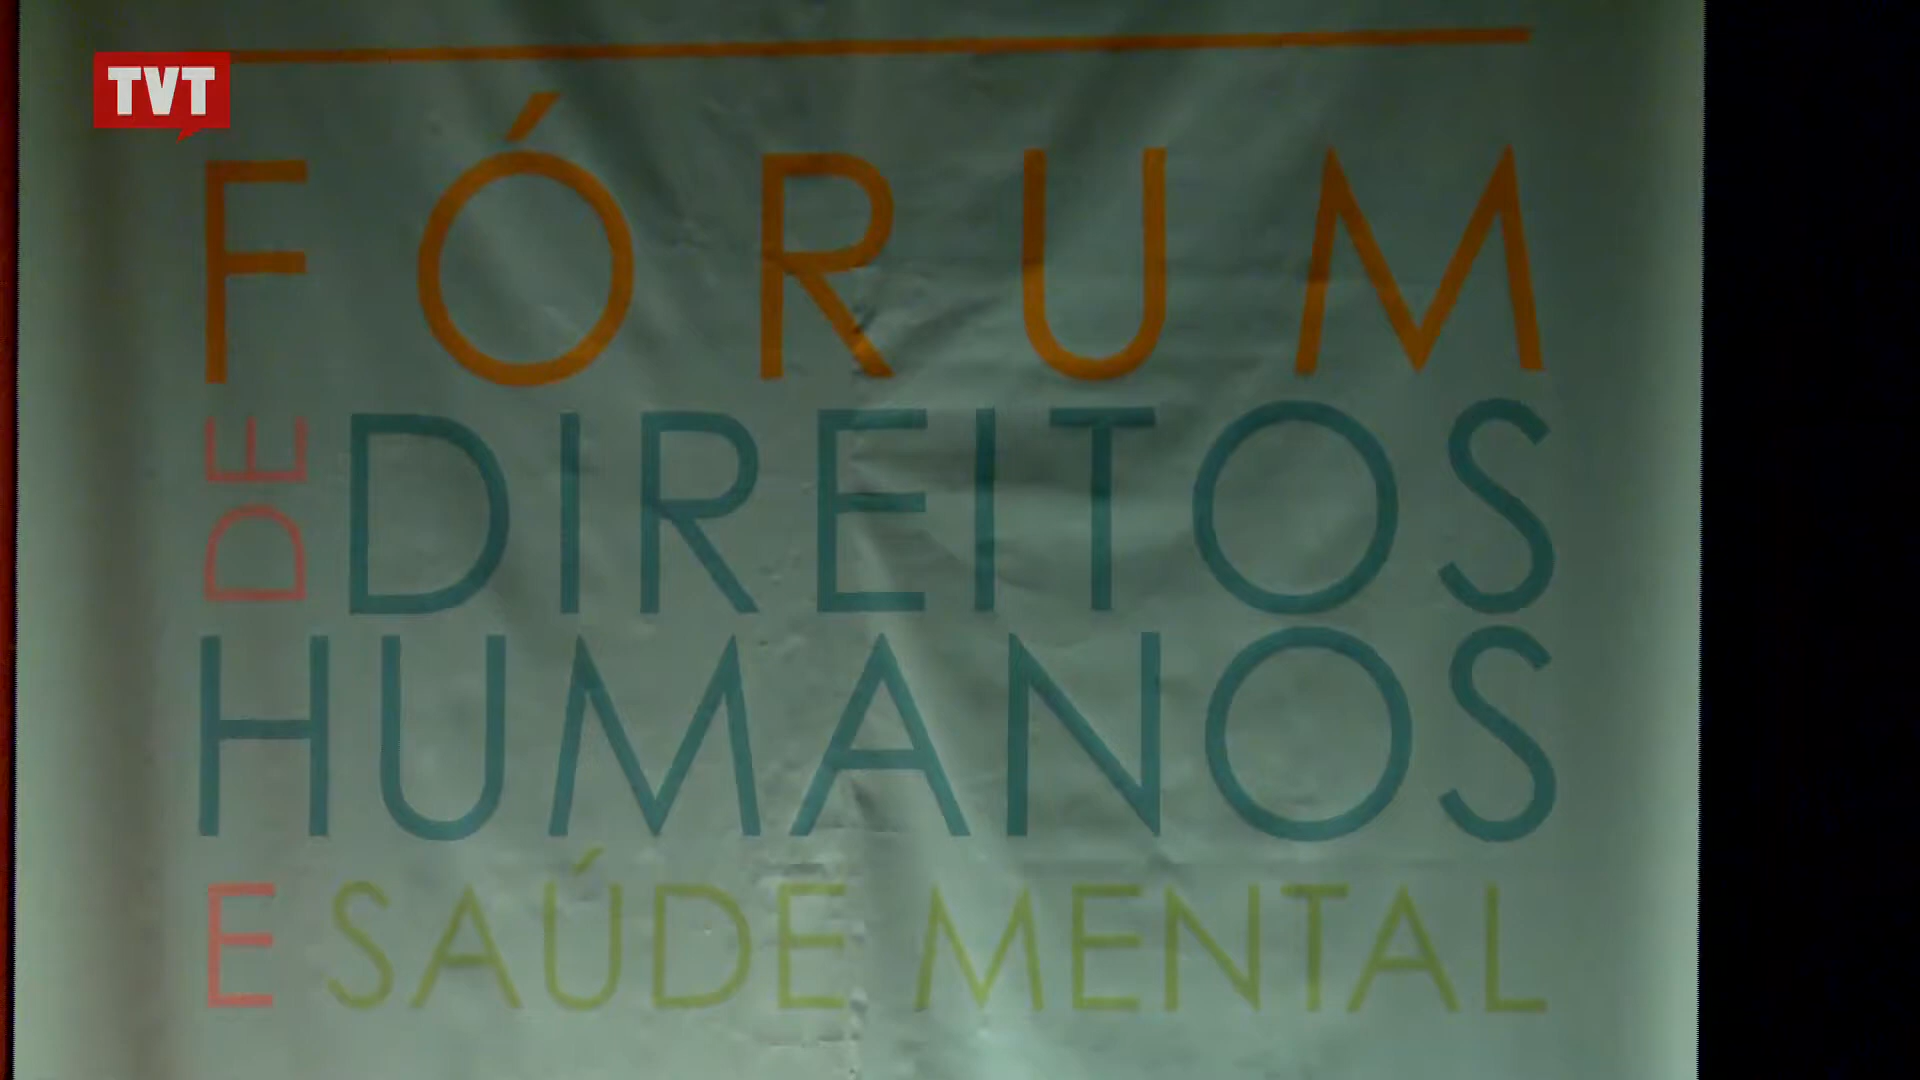 TVT
FÓRUM
DE DIREITOS
HUMANOS
E SAÚDE MENTAL